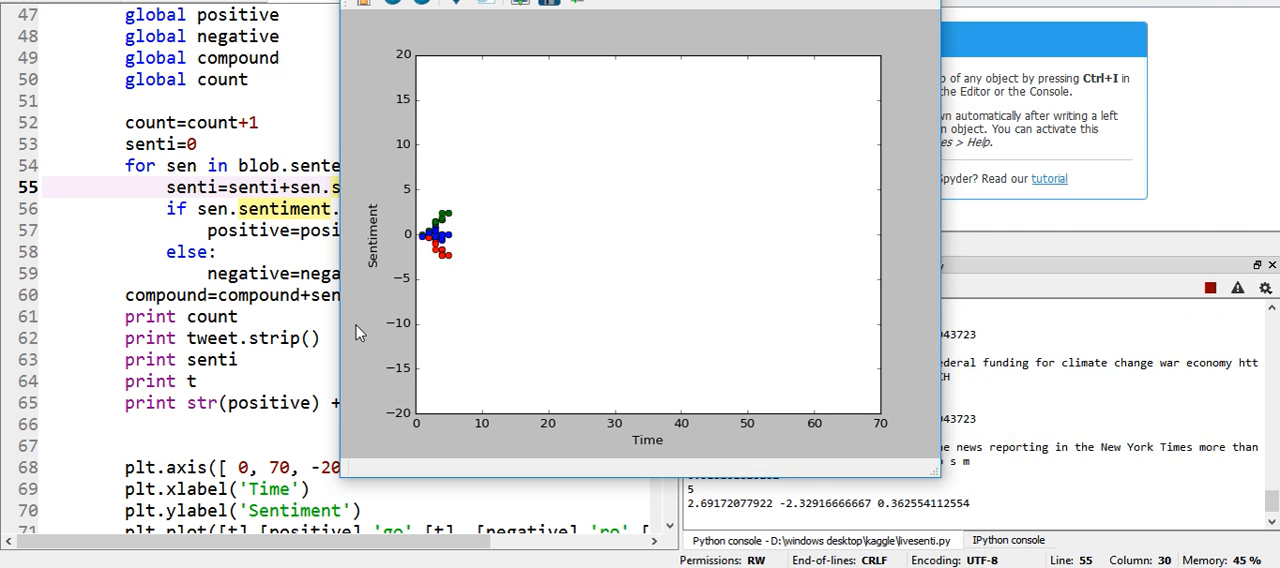 47 global positive
48 global negative
49 global compound
50 global count
51
52 count=count+1
53 senti=0
54 for sen in blob.sente
55 senti=senti+sen.s
56 if sen.sentiment.
57 positive=posi
58 else:
59 negative=nega
60 compound=compound+sen
61 print count
62 print tweet.strip()
63 print senti
64 print t
65 print str(positive) +
66
67
68 plt.axis([ 0, 70, -20
69 plt.xlabel('Time')
70 plt.ylabel('Sentiment')
71 plt.plot([t],[positive],'go',[t], [negative],'ro',[
20
15
10
5
0
−5
−10
−15
−20
Sentiment
0 10 20 30 40 50 60 70
Time
p of any object by pressing Ctrl+I in
the Editor or the Console.
wn automatically after writing a left
n object. You can activate this
es > Help.
Spyder? Read our tutorial
943723
ederal funding for climate change war economy htt
CH
943723
e news reporting in the New York Times more than
s m
5
2.69172077922 -2.32916666667 0.362554112554
Python console - D:\windows desktop\kaggle\livesenti.py IPython console
Permissions: RW End-of-lines: CRLF Encoding: UTF-8 Line: 55 Column: 30 Memory: 45 %